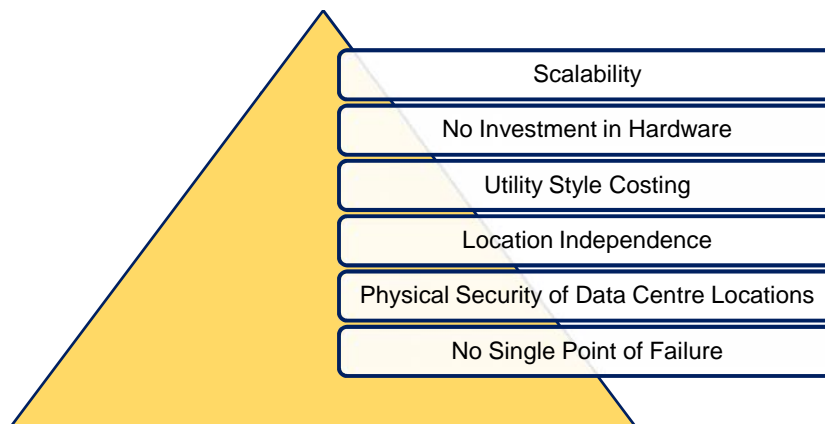 Scalability
No Investment in Hardware
Utility Style Costing
Location Independence
Physical Security of Data Centre Locations
No Single Point of Failure